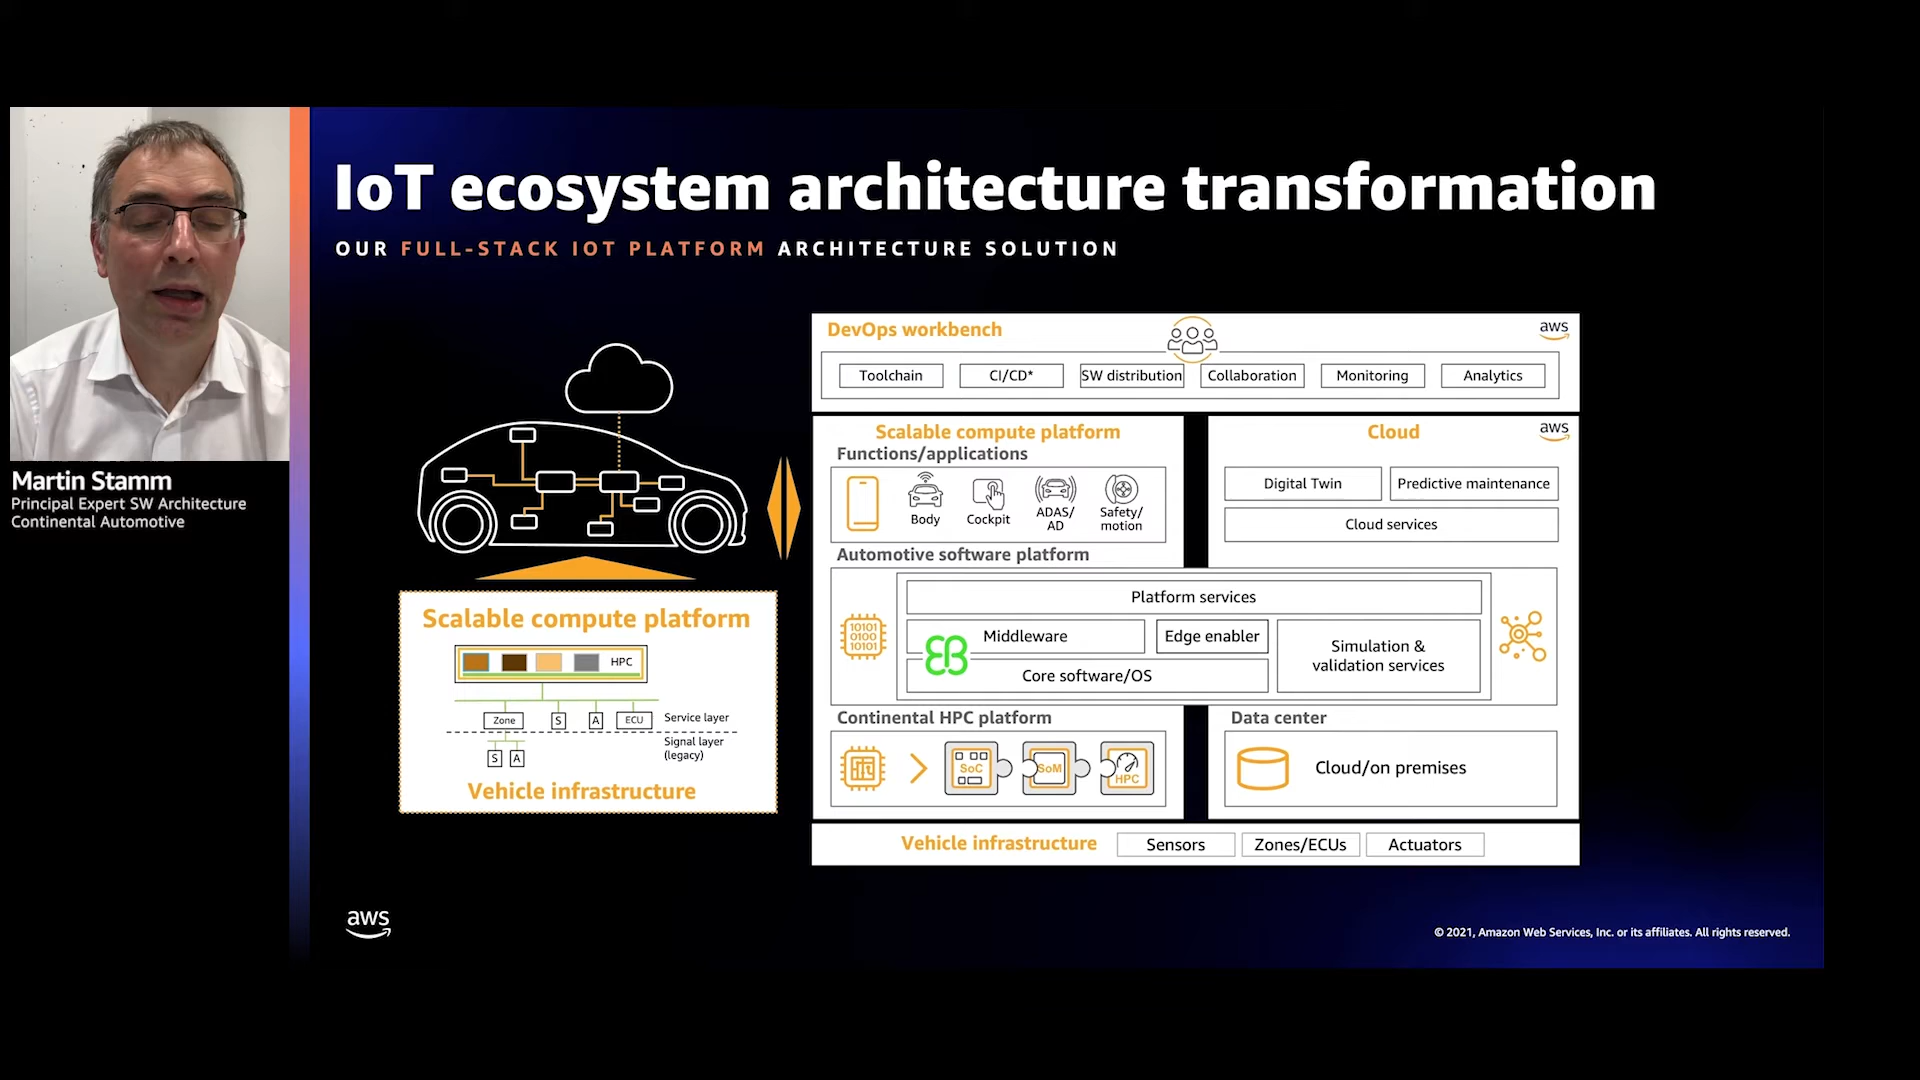 IoT ecosystem architecture transformation
OUR FULL-STACK IOT PLATFORM ARCHITECTURE SOLUTION
Martin Stamm
Principal Expert SW Architecture
Continental Automotive
Scalable compute platform
HPC
Zone
S
A
ECU
Service layer
Signal layer
(legacy)
S
A
Vehicle infrastructure
DevOps workbench
aws
Toolchain
CI/CD*
SW distribution
Collaboration
Monitoring
Analytics
Scalable compute platform
Functions/applications
Body
Cockpit
ADAS/
AD
Safety/
motion
Cloud
aws
Digital Twin
Predictive maintenance
Cloud services
Automotive software platform
10101
0100
10101
Platform services
Middleware
Edge enabler
EB
Core software/OS
Simulation &
validation services
Continental HPC platform
SoC
SoM
HPC
Data center
Cloud/on premises
Vehicle infrastructure
Sensors
Zones/ECUs
Actuators
aws
© 2021, Amazon Web Services, Inc. or its affiliates. All rights reserved.